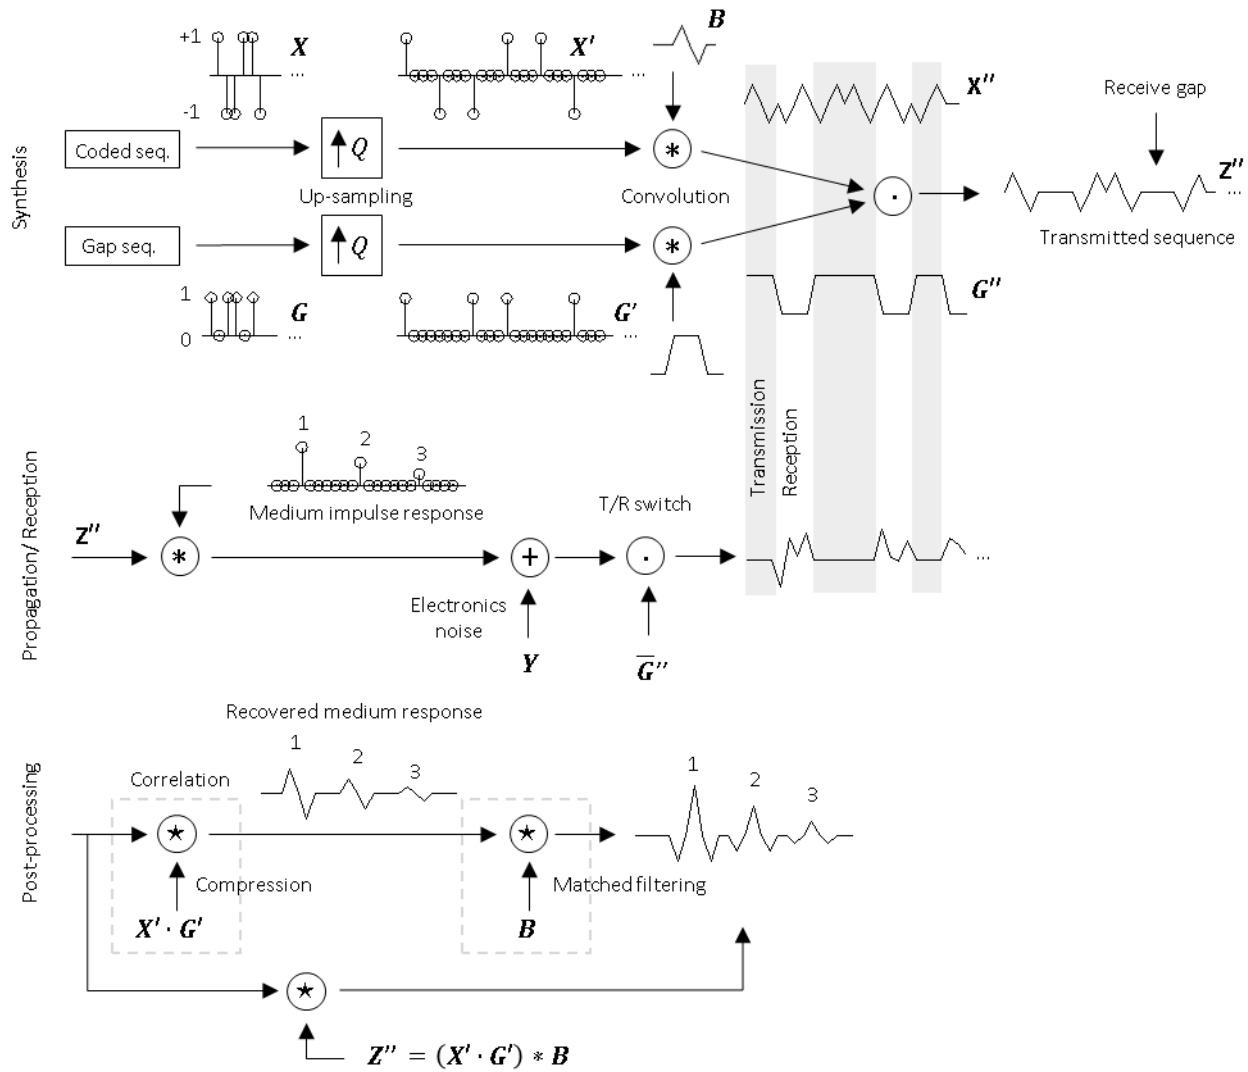 +1
X
...
-1
X′
...
B
X″
Receive gap
Coded seq.
Q
*
Synthesis
Up-sampling
Convolution
·
Z″
...
Gap seq.
Q
*
Transmitted sequence
1
0
G
...
G′
...
G″
Transmission
Reception
1
2
3
Medium impulse response
T/R switch
Propagation/ Reception
Z″
*
+
·
...
Electronics
noise
Y
G̅″
Recovered medium response
1
2
3
Correlation
1
2
3
Post-processing
★
★
Compression
Matched filtering
X′ · G′
B
★
Z″ = (X′ · G′) * B